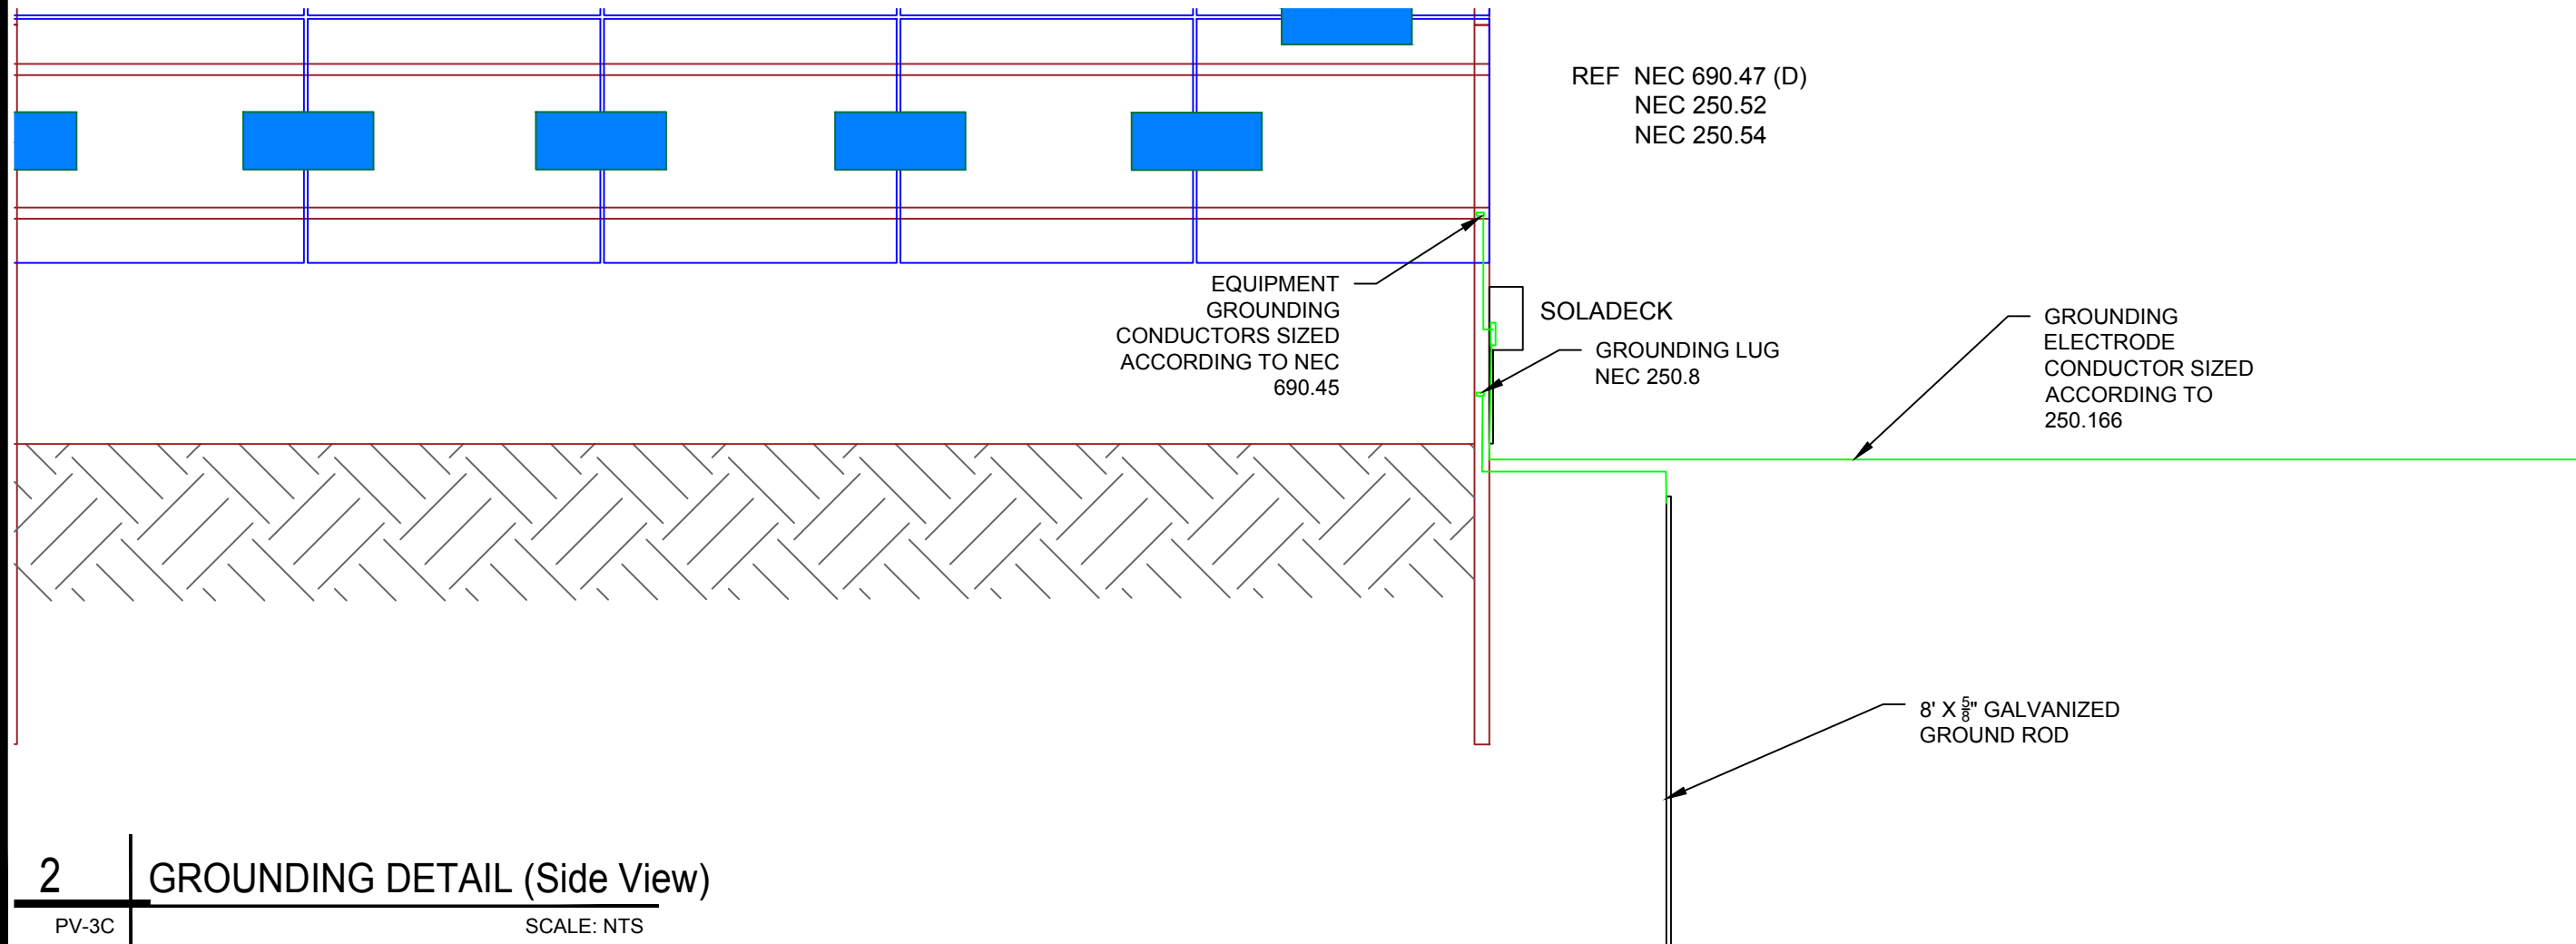 REF NEC 690.47 (D)
NEC 250.52
NEC 250.54
EQUIPMENT
GROUNDING
CONDUCTORS SIZED
ACCORDING TO NEC
690.45
SOLADECK
GROUNDING LUG
NEC 250.8
GROUNDING
ELECTRODE
CONDUCTOR SIZED
ACCORDING TO
250.166
8' X 5/8" GALVANIZED
GROUND ROD
2
GROUNDING DETAIL (Side View)
PV-3C
SCALE: NTS